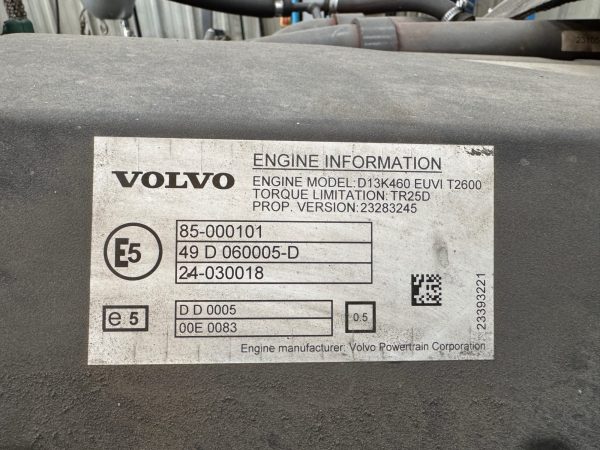 ENGINE INFORMATION
VOLVO
ENGINE MODEL:D13K460 EUVI T2600
TORQUE LIMITATION:TR25D
PROP. VERSION:23283245
E5
85-000101
49 D 060005-D
24-030018
e 5
D D 0005
00E 0083
0.5
23393221
Engine manufacturer: Volvo Powertrain Corporation